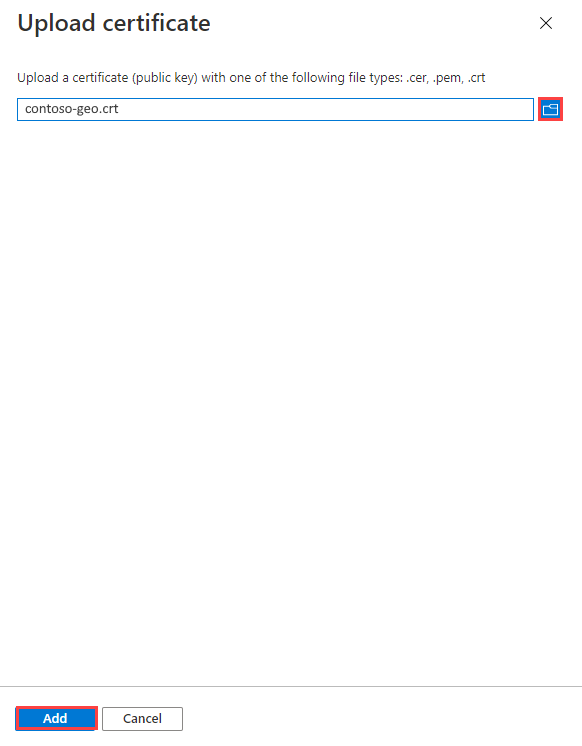 Upload certificate
Upload a certificate (public key) with one of the following file types: .cer, .pem, .crt
contoso-geo.crt
Add Cancel